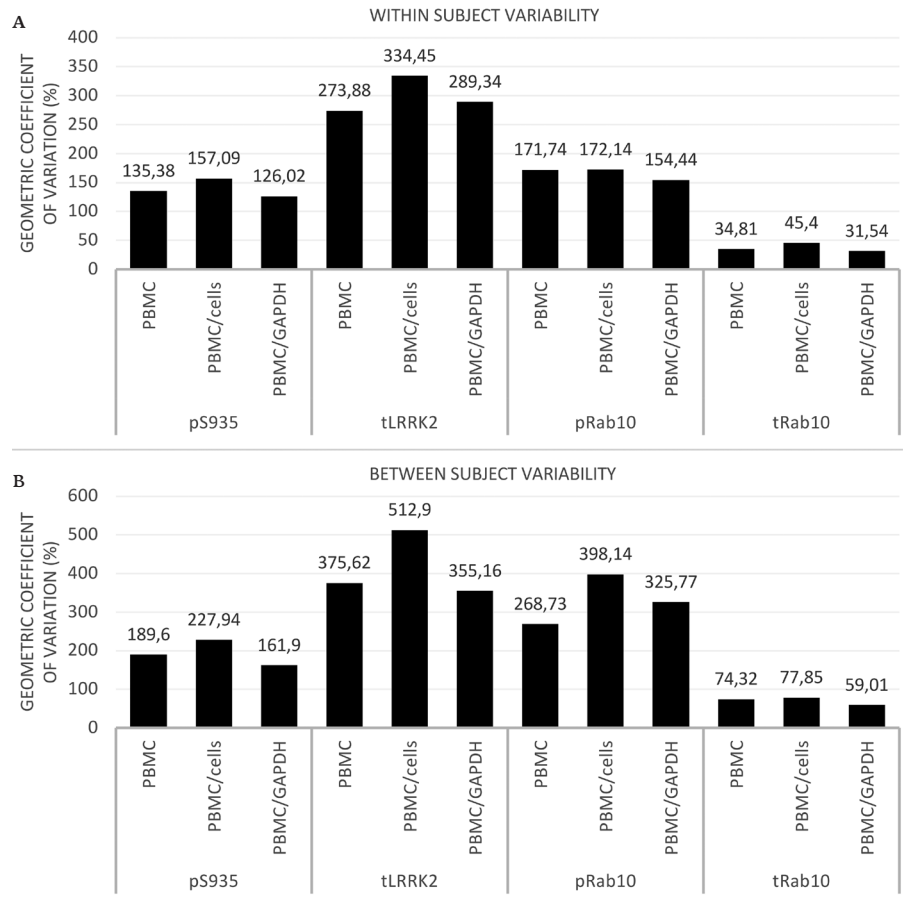 A
WITHIN SUBJECT VARIABILITY
GEOMETRIC COEFFICIENT
OF VARIATION (%)
400
350
300
250
200
150
100
50
0
135,38
157,09
126,02
273,88
334,45
289,34
171,74
172,14
154,44
34,81
45,4
31,54
PBMC
PBMC/cells
PBMC/GAPDH
PBMC
PBMC/cells
PBMC/GAPDH
PBMC
PBMC/cells
PBMC/GAPDH
PBMC
PBMC/cells
PBMC/GAPDH
pS935
tLRRK2
pRab10
tRab10
B
BETWEEN SUBJECT VARIABILITY
GEOMETRIC COEFFICIENT
OF VARIATION (%)
600
500
400
300
200
100
0
189,6
227,94
161,9
375,62
512,9
355,16
268,73
398,14
325,77
74,32
77,85
59,01
PBMC
PBMC/cells
PBMC/GAPDH
PBMC
PBMC/cells
PBMC/GAPDH
PBMC
PBMC/cells
PBMC/GAPDH
PBMC
PBMC/cells
PBMC/GAPDH
pS935
tLRRK2
pRab10
tRab10